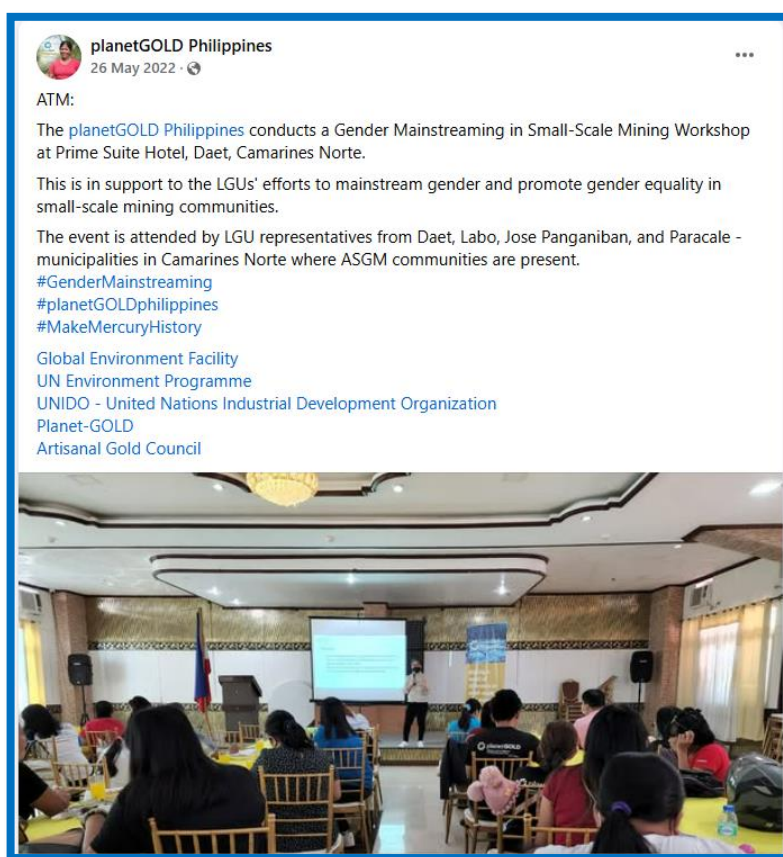 planetGOLD Philippines
26 May 2022 ·
ATM:
The planetGOLD Philippines conducts a Gender Mainstreaming in Small-Scale Mining Workshop
at Prime Suite Hotel, Daet, Camarines Norte.
This is in support to the LGUs' efforts to mainstream gender and promote gender equality in
small-scale mining communities.
The event is attended by LGU representatives from Daet, Labo, Jose Panganiban, and Paracale -
municipalities in Camarines Norte where ASGM communities are present.
#GenderMainstreaming
#planetGOLDphilippines
#MakeMercuryHistory
Global Environment Facility
UN Environment Programme
UNIDO - United Nations Industrial Development Organization
Planet-GOLD
Artisanal Gold Council
planetGOLD